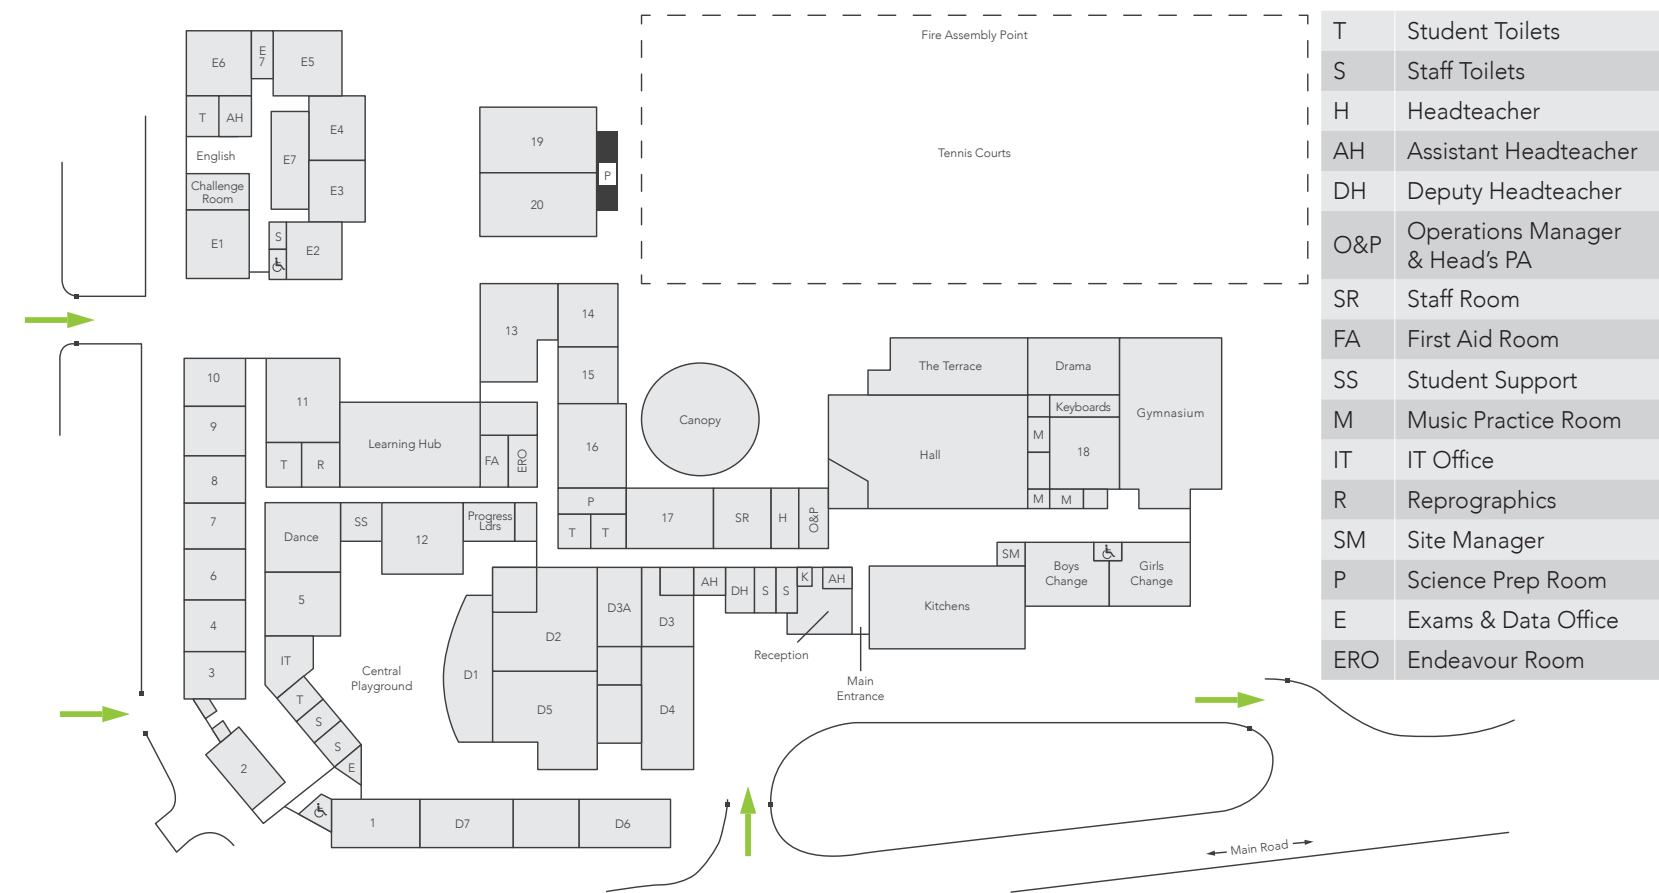 E6
E
7
E5
T
AH
E4
English
E7
Challenge
Room
E3
E1
S
E2
19
P
20
Fire Assembly Point
Tennis Courts
13
14
15
16
10
9
8
7
6
4
3
11
Learning Hub
T
R
FA
ERO
Canopy
P
T
T
17
SR
H
O&P
The Terrace
Drama
Keyboards
Gymnasium
Hall
M
18
M
M
Dance
SS
12
Progress
Ldrs
5
IT
T
S
S
E
2
Central
Playground
D1
D2
D3A
D3
D5
D4
AH
DH
S
S
K
AH
Reception
Main
Entrance
Kitchens
SM
Boys
Change
Girls
Change
1
D7
D6
Main Road
T Student Toilets
S Staff Toilets
H Headteacher
AH Assistant Headteacher
DH Deputy Headteacher
O&P Operations Manager
& Head's PA
SR Staff Room
FA First Aid Room
SS Student Support
M Music Practice Room
IT IT Office
R Reprographics
SM Site Manager
P Science Prep Room
E Exams & Data Office
ERO Endeavour Room